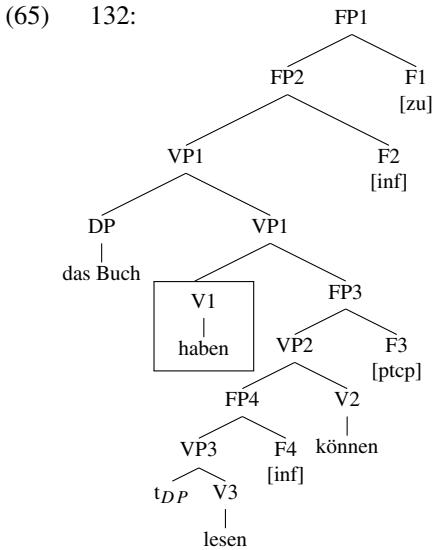 (65) 132: FP1
FP2 F1
[zu]
VP1 F2
[inf]
DP VP1
das Buch
V1 FP3
haben VP2 F3
[ptcp]
FP4 V2
VP3 F4 können
[inf]
t_DP V3
lesen